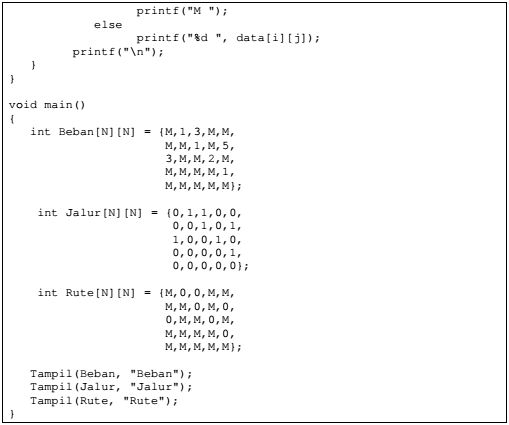 printf("M ");
else
printf("%d ", data[i][j]);
printf("\n");
}
}
void main()
{
int Beban[N][N] = {M,1,3,M,M,
M,M,1,M,5,
3,M,M,2,M,
M,M,M,M,1,
M,M,M,M,M};
int Jalur[N][N] = {0,1,1,0,0,
0,0,1,0,1,
1,0,0,1,0,
0,0,0,0,1,
0,0,0,0,0};
int Rute[N][N] = {M,0,0,M,M,
M,M,0,M,0,
0,M,M,0,M,
M,M,M,M,0,
M,M,M,M,M};
Tampil(Beban, "Beban");
Tampil(Jalur, "Jalur");
Tampil(Rute, "Rute");
}